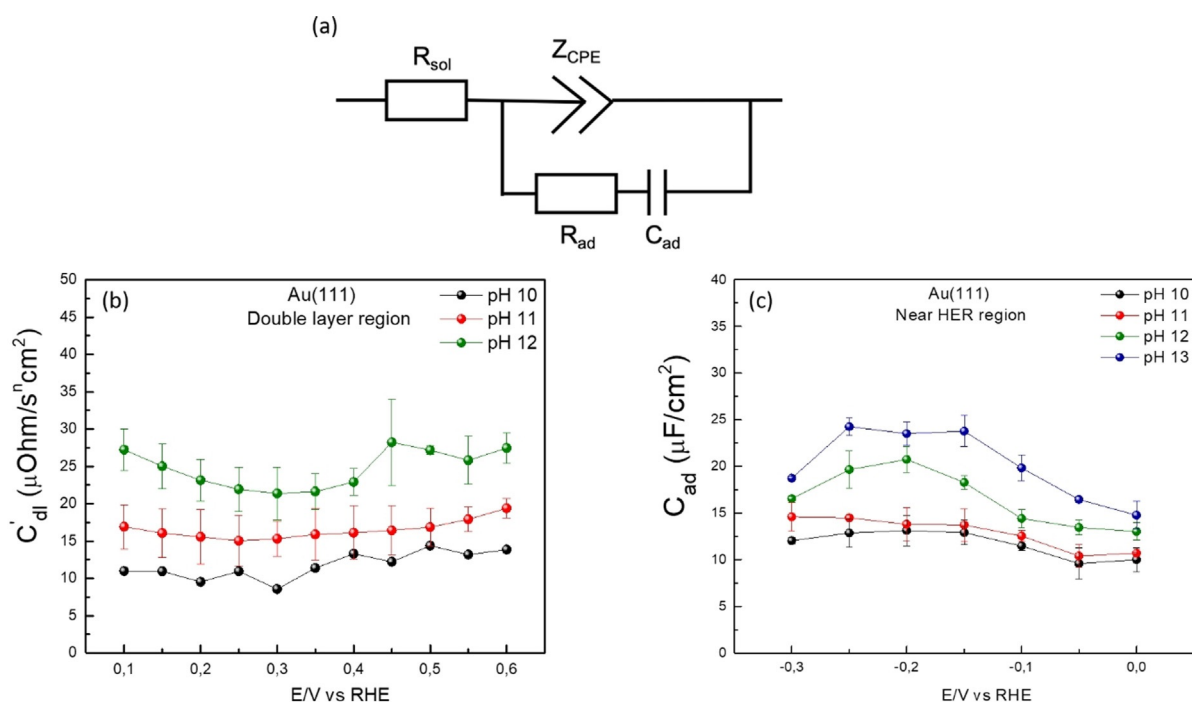 (a)
R_sol
Z_CPE
R_ad
C_ad
(b)
Au(111)
Double layer region
pH 10
pH 11
pH 12
C'_dl (μOhm/s^n cm^2)
50
45
40
35
30
25
20
15
10
5
0
0,1
0,2
0,3
0,4
0,5
0,6
E/V vs RHE
(c)
Au(111)
Near HER region
pH 10
pH 11
pH 12
pH 13
C_ad (μF/cm^2)
40
35
30
25
20
15
10
5
0
-0,3
-0,2
-0,1
0,0
E/V vs RHE